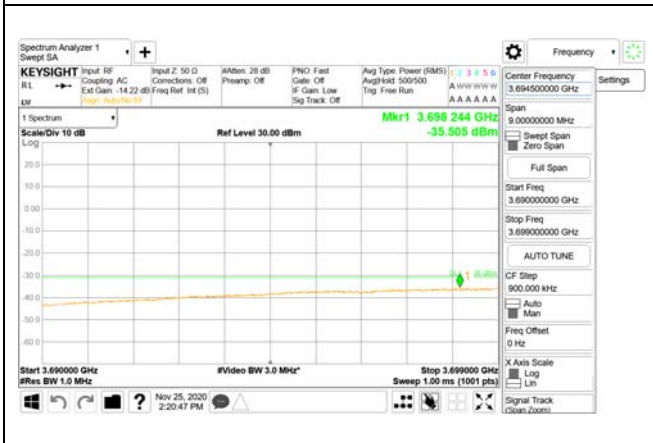 Spectrum Analyzer 1
Swept SA
+
Frequency
KEYSIGHT
RL
Input: RF
Coupling: AC
Ext Gain: -14.22 dB
Align: Auto/No RF
Input Z: 50 Ω
Corrections: Off
Freq Ref: Int (S)
#Atten: 28 dB
Preamp: Off
PNO: Fast
Gate: Off
IF Gain: Low
Sig Track: Off
Avg Type: Power (RMS)
Avg|Hold: 500/500
Trig: Free Run
1 2 3 4 5 6
A W W W W W
A A A A A A
1 Spectrum
Scale/Div 10 dB
Log
Ref Level 30.00 dBm
Mkr1 3.698 244 GHz
-35.505 dBm
20.0
10.0
0.00
-10.0
-20.0
-30.0
-40.0
-50.0
-60.0
1
Start 3.690000 GHz
#Res BW 1.0 MHz
#Video BW 3.0 MHz*
Stop 3.699000 GHz
Sweep 1.00 ms (1001 pts)
Nov 25, 2020
2:20:47 PM
?
Center Frequency
3.694500000 GHz
Settings
Span
9.00000000 MHz
Swept Span
Zero Span
Full Span
Start Freq
3.690000000 GHz
Stop Freq
3.699000000 GHz
AUTO TUNE
CF Step
900.000 kHz
Auto
Man
Freq Offset
0 Hz
X Axis Scale
Log
Lin
Signal Track
(Span Zoom)